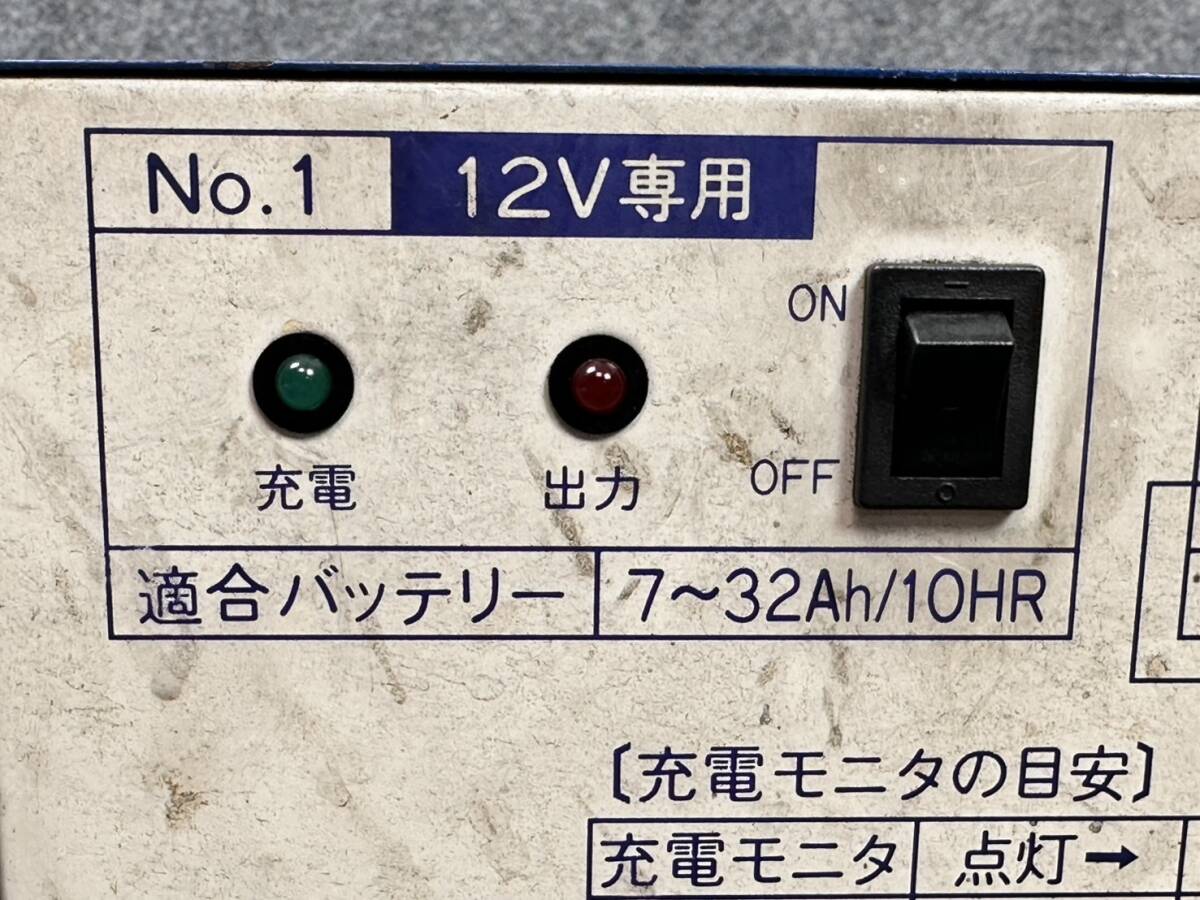 No.1 12V専用
ON
充電 出力 OFF
適合バッテリー 7〜32Ah/10HR
〔充電モニタの目安〕
充電モニタ 点灯→